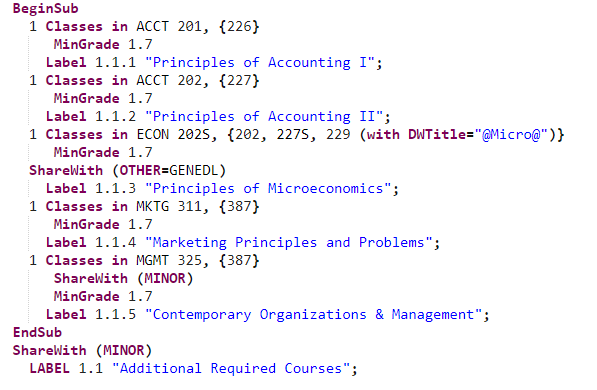 BeginSub
1 Classes in ACCT 201, {226}
MinGrade 1.7
Label 1.1.1 "Principles of Accounting I";
1 Classes in ACCT 202, {227}
MinGrade 1.7
Label 1.1.2 "Principles of Accounting II";
1 Classes in ECON 202S, {202, 227S, 229 (with DWTitle="@Micro@")}
MinGrade 1.7
ShareWith (OTHER=GENEDL)
Label 1.1.3 "Principles of Microeconomics";
1 Classes in MKTG 311, {387}
MinGrade 1.7
Label 1.1.4 "Marketing Principles and Problems";
1 Classes in MGMT 325, {387}
ShareWith (MINOR)
MinGrade 1.7
Label 1.1.5 "Contemporary Organizations & Management";
EndSub
ShareWith (MINOR)
LABEL 1.1 "Additional Required Courses";